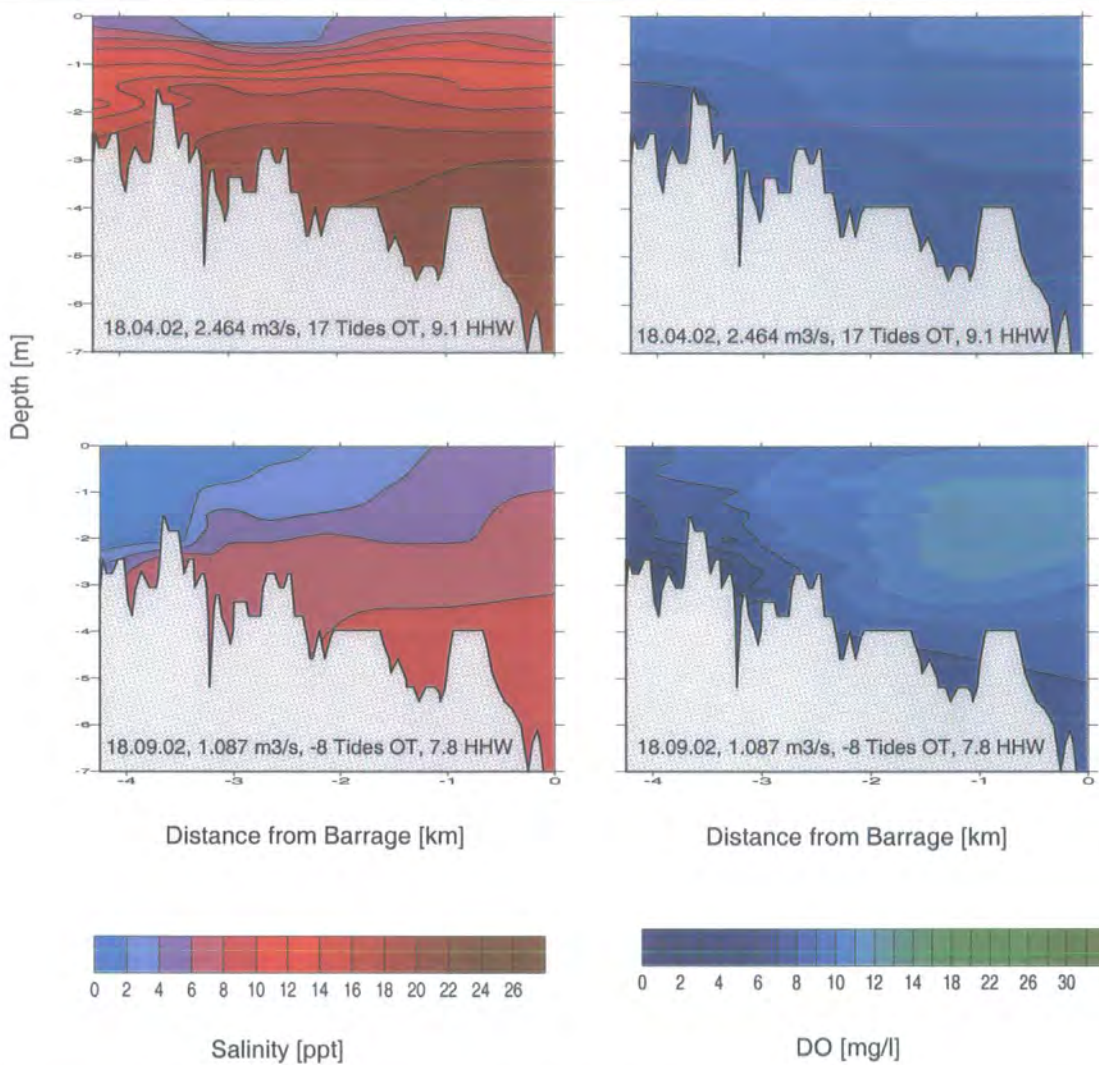 0
-1
-2
-3
-4
-5
-6
-7
Depth [m]
18.04.02, 2.464 m3/s, 17 Tides OT, 9.1 HHW
18.04.02, 2.464 m3/s, 17 Tides OT, 9.1 HHW
0
-1
-2
-3
-4
-5
-6
-7
18.09.02, 1.087 m3/s, -8 Tides OT, 7.8 HHW
18.09.02, 1.087 m3/s, -8 Tides OT, 7.8 HHW
-4 -3 -2 -1 0
-4 -3 -2 -1 0
Distance from Barrage [km]
Distance from Barrage [km]
0 2 4 6 8 10 12 14 16 18 20 22 24 26
0 2 4 6 8 10 12 14 18 22 26 30
Salinity [ppt]
DO [mg/l]